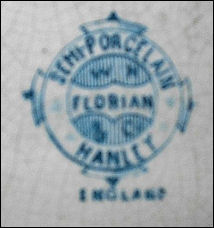 SEMI-PORCELAIN
W H
FLORIAN
& C
HANLEY
ENGLAND